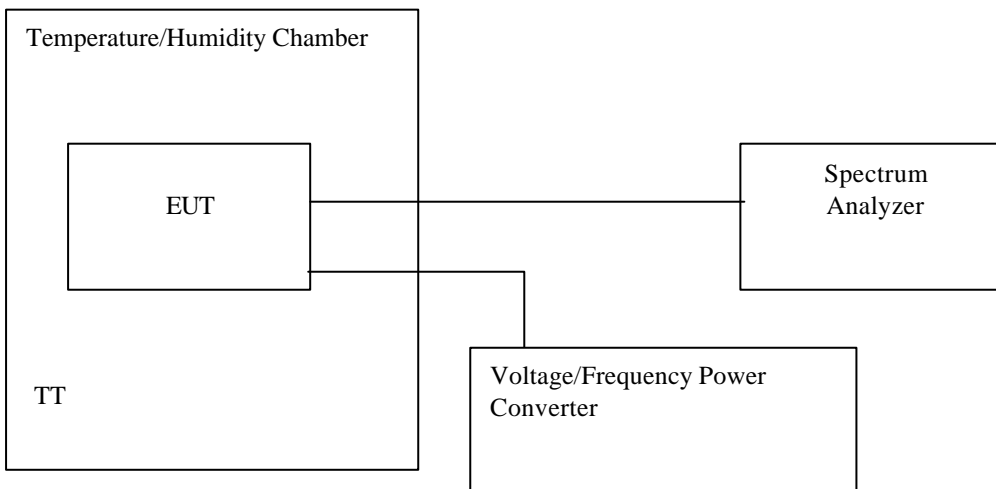 Temperature/Humidity Chamber
EUT
Spectrum
Analyzer
TT
Voltage/Frequency Power
Converter